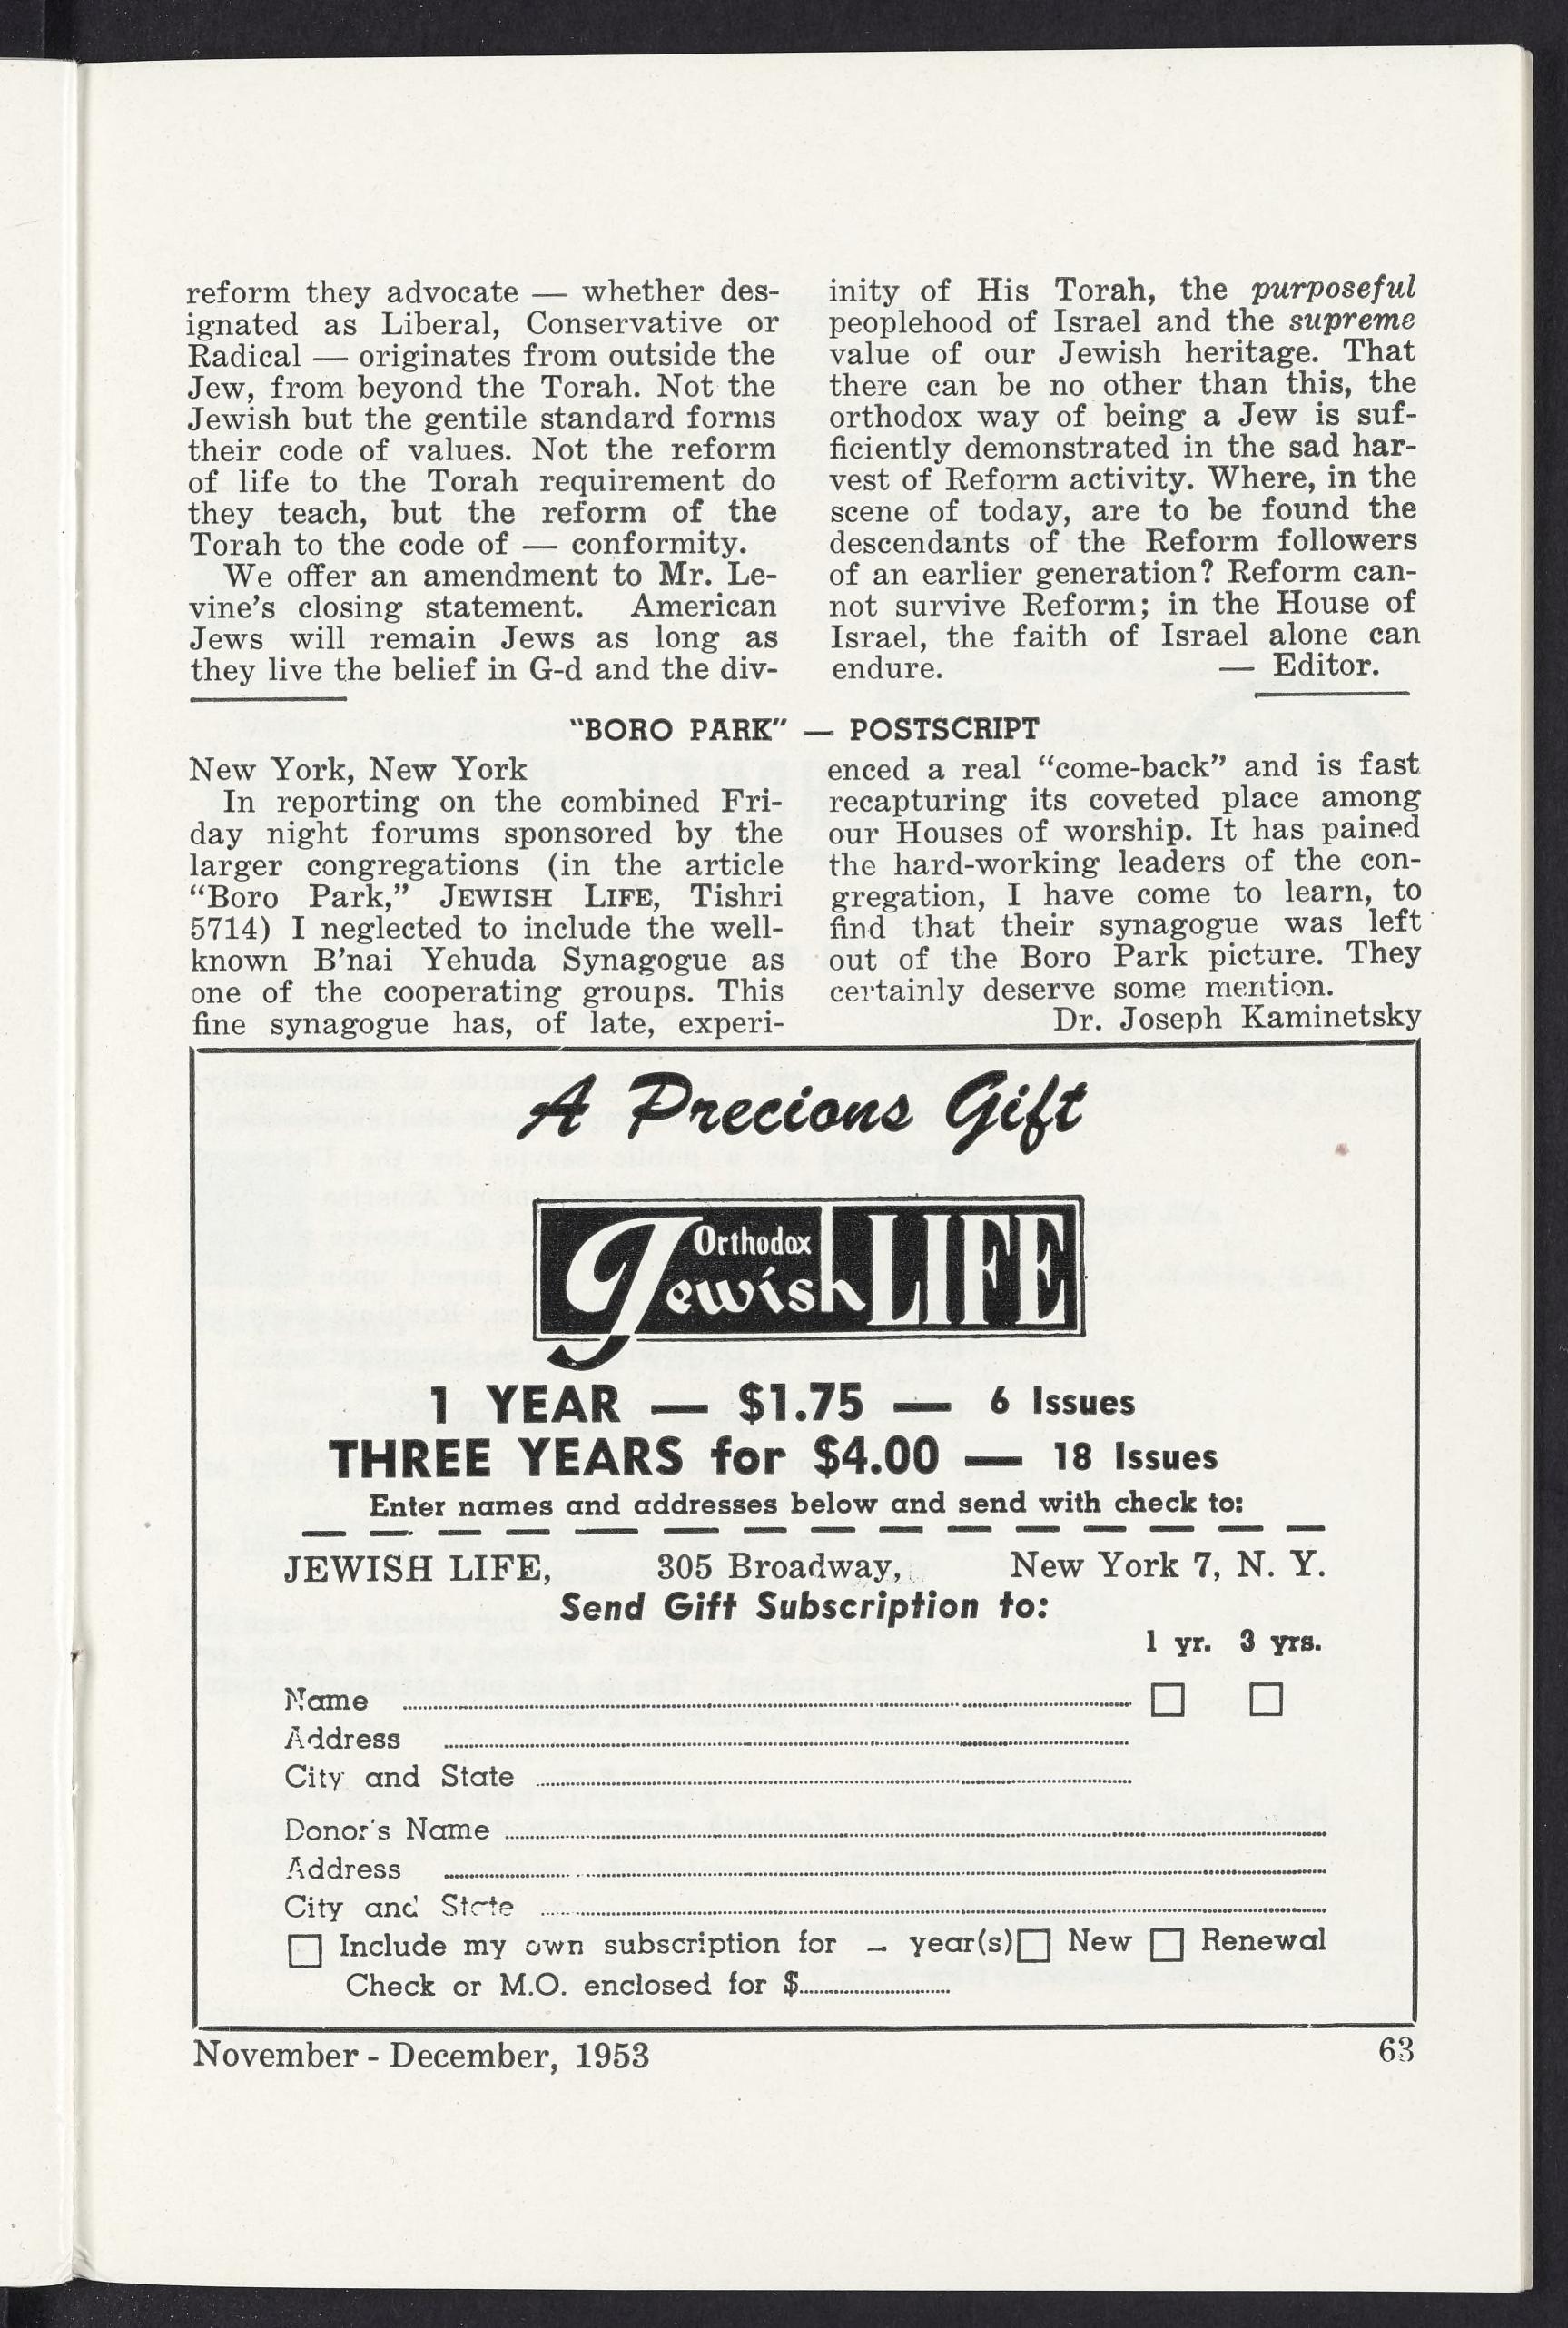 reform they advocate — whether des-
ignated as Liberal, Conservative or
Radical — originates from outside the
Jew, from beyond the Torah. Not the
Jewish but the gentile standard forms
their code of values. Not the reform
of life to the Torah requirement do
they teach, but the reform of the
Torah to the code of — conformity.
We offer an amendment to Mr. Le-
vine's closing statement. American
Jews will remain Jews as long as
they live the belief in G-d and the div-
inity of His Torah, the purposeful
peoplehood of Israel and the supreme
value of our Jewish heritage. That
there can be no other than this, the
orthodox way of being a Jew is suf-
ficiently demonstrated in the sad har-
vest of Reform activity. Where, in the
scene of today, are to be found the
descendants of the Reform followers
of an earlier generation? Reform can-
not survive Reform; in the House of
Israel, the faith of Israel alone can
endure. — Editor.
"BORO PARK" — POSTSCRIPT
New York, New York
In reporting on the combined Fri-
day night forums sponsored by the
larger congregations (in the article
"Boro Park," JEWISH LIFE, Tishri
5714) I neglected to include the well-
known B'nai Yehuda Synagogue as
one of the cooperating groups. This
fine synagogue has, of late, experi-
enced a real "come-back" and is fast
recapturing its coveted place among
our Houses of worship. It has pained
the hard-working leaders of the con-
gregation, I have come to learn, to
find that their synagogue was left
out of the Boro Park picture. They
certainly deserve some mention.
Dr. Joseph Kaminetsky
A Precious Gift
Orthodox
Jewish LIFE
1 YEAR — $1.75 — 6 Issues
THREE YEARS for $4.00 — 18 Issues
Enter names and addresses below and send with check to:
JEWISH LIFE, 305 Broadway, New York 7, N. Y.
Send Gift Subscription to:
1 yr. 3 yrs.
Name
Address
City and State
Donor's Name
Address
City and State
Include my own subscription for – year(s) New Renewal
Check or M.O. enclosed for $
November - December, 1953
63